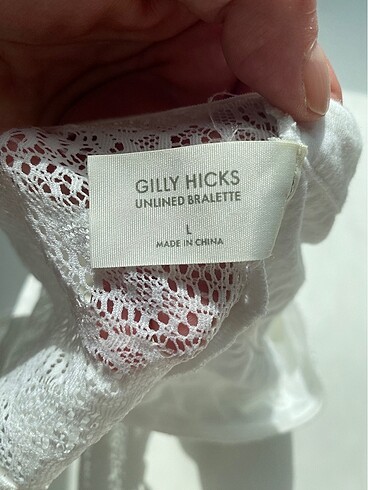 GILLY HICKS
UNLINED BRALETTE
L
MADE IN CHINA